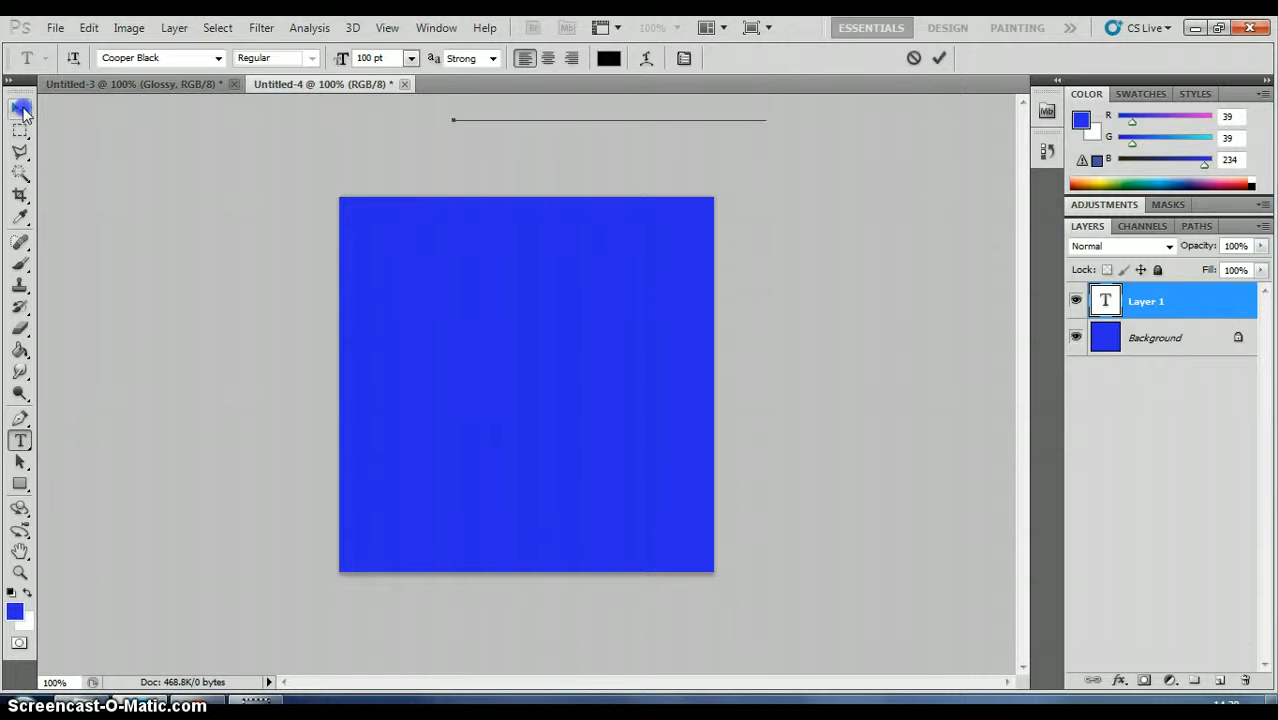 Ps File Edit Image Layer Select Filter Analysis 3D View Window Help Br Mb 100% ESSENTIALS DESIGN PAINTING CS Live
T Cooper Black Regular 100 pt Strong
Untitled-3 @ 100% (Glossy, RGB/8) * Untitled-4 @ 100% (RGB/8) *
COLOR SWATCHES STYLES
R 39
G 39
B 234
ADJUSTMENTS MASKS
LAYERS CHANNELS PATHS
Normal Opacity: 100%
Lock: Fill: 100%
T Layer 1
Background
100% Doc: 468.8K/0 bytes
Screencast-O-Matic.com